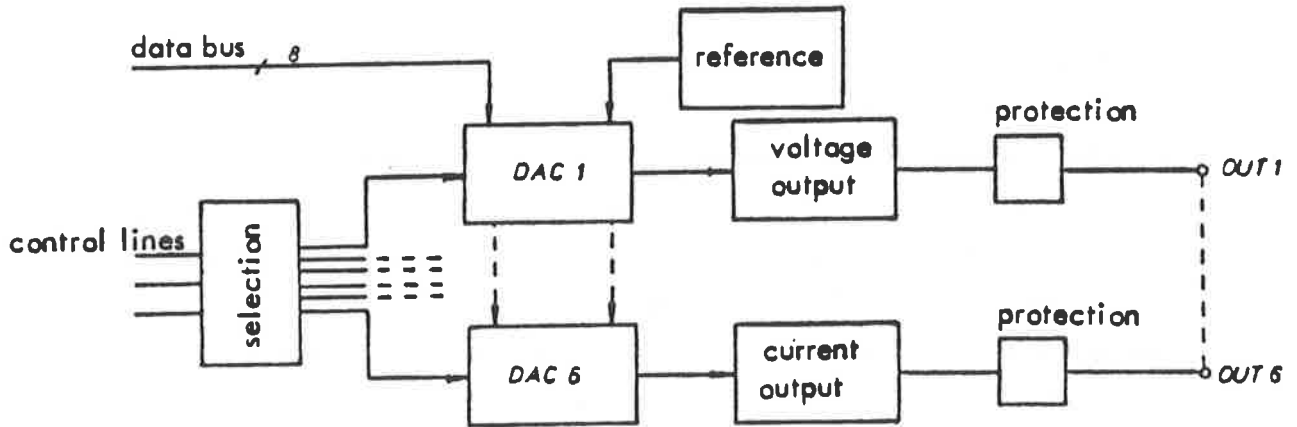 data bus 8
reference
protection
DAC 1
voltage
output
OUT 1
control lines
selection
protection
DAC 6
current
output
OUT 6